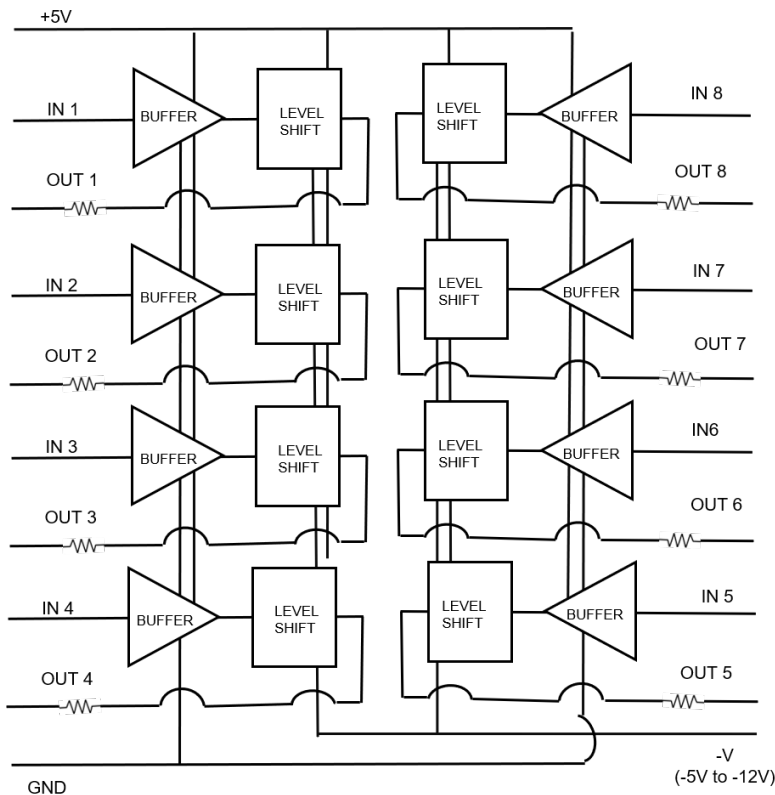 +5V
IN 1
BUFFER
LEVEL
SHIFT
LEVEL
SHIFT
BUFFER
IN 8
OUT 1
OUT 8
IN 2
BUFFER
LEVEL
SHIFT
LEVEL
SHIFT
BUFFER
IN 7
OUT 2
OUT 7
IN 3
BUFFER
LEVEL
SHIFT
LEVEL
SHIFT
BUFFER
IN6
OUT 3
OUT 6
IN 4
BUFFER
LEVEL
SHIFT
LEVEL
SHIFT
BUFFER
IN 5
OUT 4
OUT 5
-V
(-5V to -12V)
GND